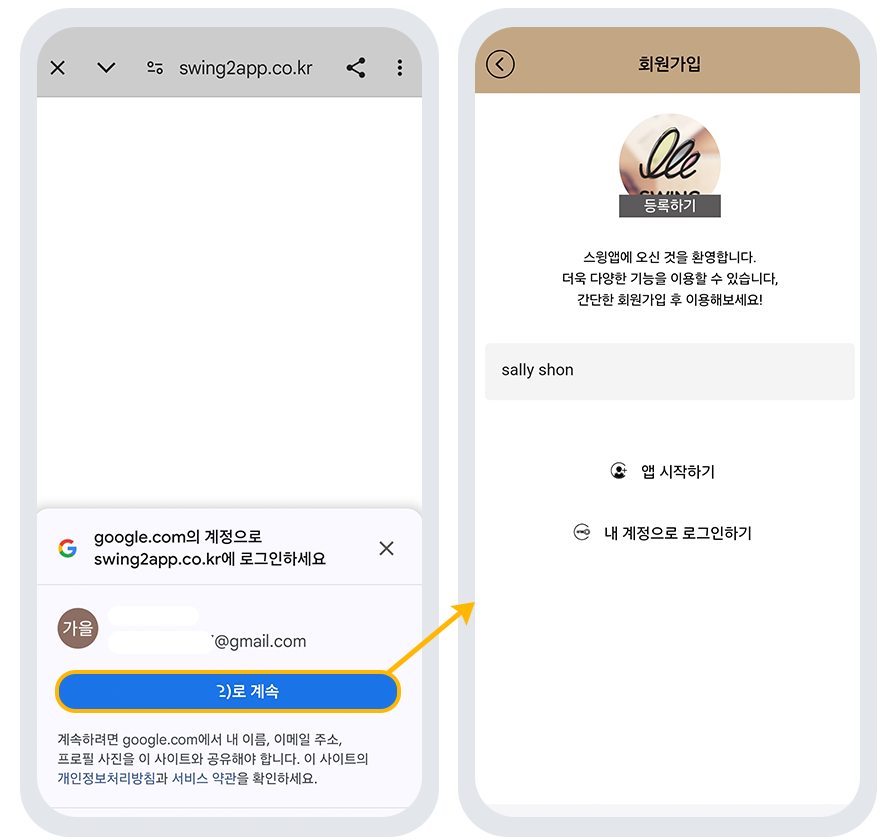 swing2app.co.kr
google.com의 계정으로
swing2app.co.kr에 로그인하세요
가을
@gmail.com
로 계속
계속하려면 google.com에서 내 이름, 이메일 주소,
프로필 사진을 이 사이트와 공유해야 합니다. 이 사이트의
개인정보처리방침과 서비스 약관을 확인하세요.
회원가입
SWING
등록하기
스윙앱에 오신 것을 환영합니다.
더욱 다양한 기능을 이용할 수 있습니다,
간단한 회원가입 후 이용해보세요!
sally shon
앱 시작하기
내 계정으로 로그인하기